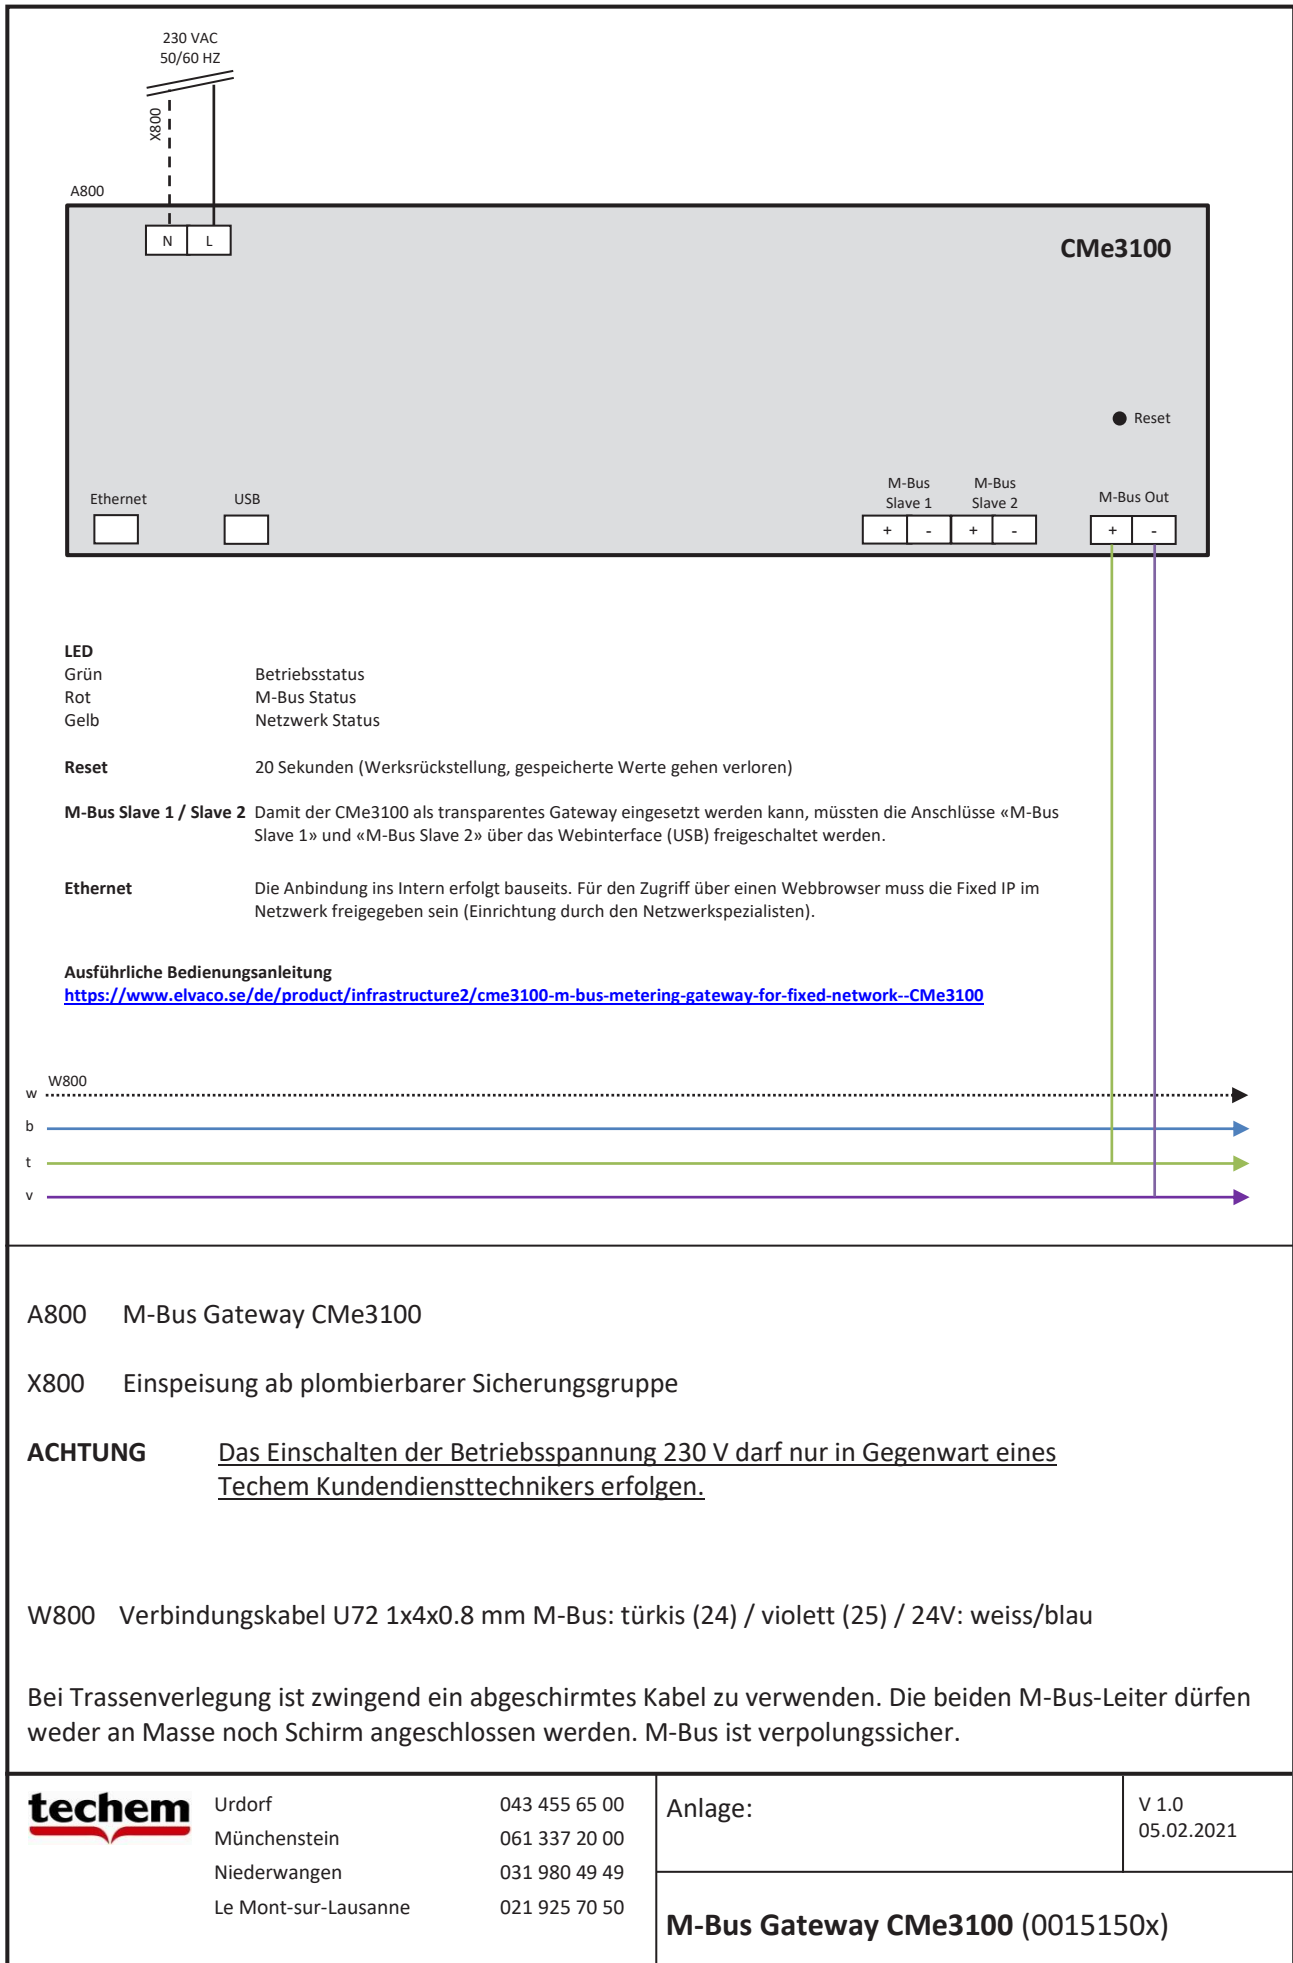 230 VAC
50/60 HZ
X800
A800
N L
CMe3100
Reset
Ethernet USB
M-Bus Slave 1
M-Bus Slave 2
M-Bus Out
+ - + - + -
LED
Grün Betriebsstatus
Rot M-Bus Status
Gelb Netzwerk Status
Reset 20 Sekunden (Werksrückstellung, gespeicherte Werte gehen verloren)
M-Bus Slave 1 / Slave 2 Damit der CMe3100 als transparentes Gateway eingesetzt werden kann, müssten die Anschlüsse «M-Bus
Slave 1» und «M-Bus Slave 2» über das Webinterface (USB) freigeschaltet werden.
Ethernet Die Anbindung ins Intern erfolgt bauseits. Für den Zugriff über einen Webbrowser muss die Fixed IP im
Netzwerk freigegeben sein (Einrichtung durch den Netzwerkspezialisten).
Ausführliche Bedienungsanleitung
https://www.elvaco.se/de/product/infrastructure2/cme3100-m-bus-metering-gateway-for-fixed-network--CMe3100
W800
w
b
t
v
A800 M-Bus Gateway CMe3100
X800 Einspeisung ab plombierbarer Sicherungsgruppe
ACHTUNG Das Einschalten der Betriebsspannung 230 V darf nur in Gegenwart eines
Techem Kundendiensttechnikers erfolgen.
W800 Verbindungskabel U72 1x4x0.8 mm M-Bus: türkis (24) / violett (25) / 24V: weiss/blau
Bei Trassenverlegung ist zwingend ein abgeschirmtes Kabel zu verwenden. Die beiden M-Bus-Leiter dürfen
weder an Masse noch Schirm angeschlossen werden. M-Bus ist verpolungssicher.
techem
Urdorf 043 455 65 00
Münchenstein 061 337 20 00
Niederwangen 031 980 49 49
Le Mont-sur-Lausanne 021 925 70 50
Anlage:
V 1.0
05.02.2021
M-Bus Gateway CMe3100 (0015150x)